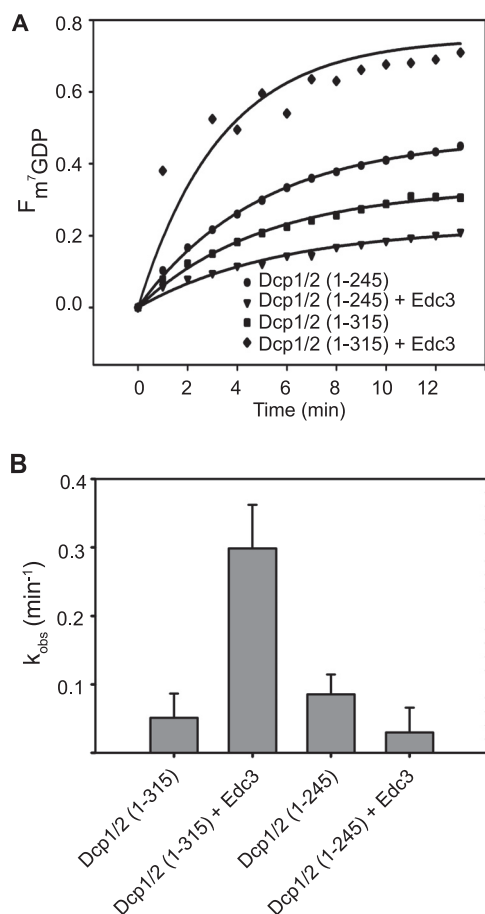 A
0.8
0.6
0.4
0.2
0.0
Fm⁷GDP
Dcp1/2 (1-245)
Dcp1/2 (1-245) + Edc3
Dcp1/2 (1-315)
Dcp1/2 (1-315) + Edc3
0 2 4 6 8 10 12
Time (min)
B
0.4
0.3
0.1
0.1
kobs (min⁻¹)
Dcp1/2 (1-315)
Dcp1/2 (1-315) + Edc3
Dcp1/2 (1-245)
Dcp1/2 (1-245) + Edc3